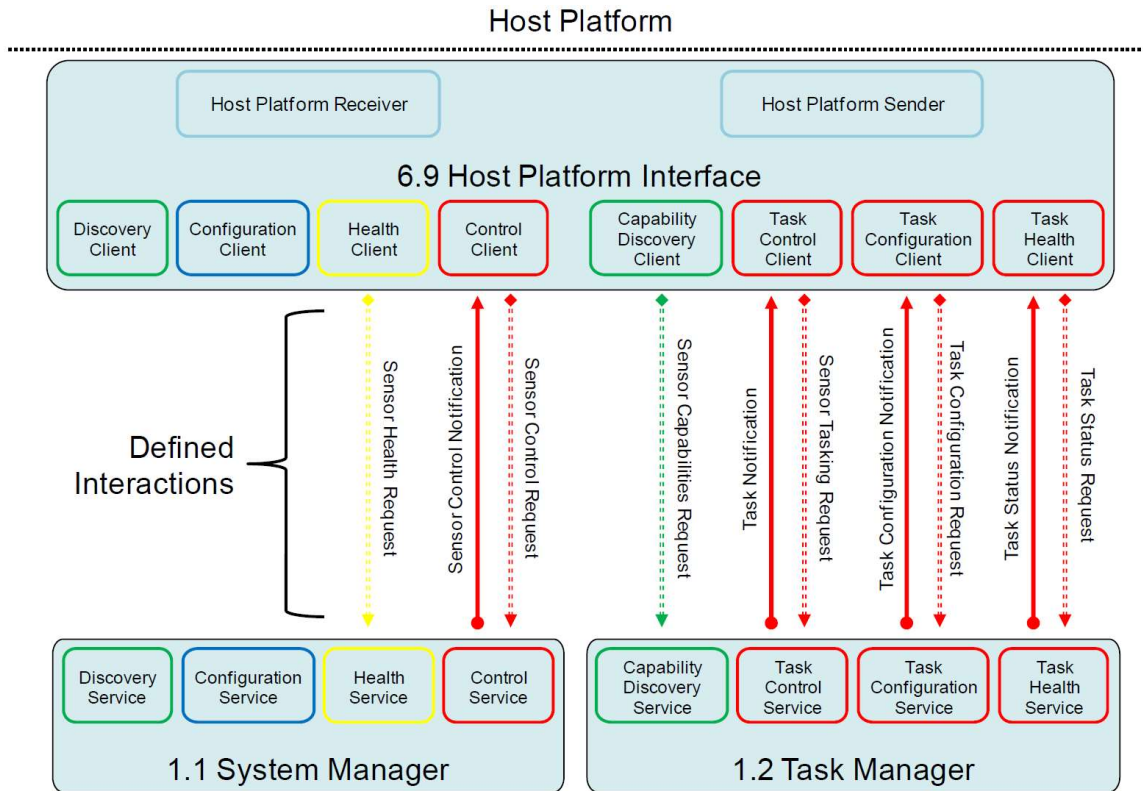 Host Platform
Host Platform Receiver
Host Platform Sender
6.9 Host Platform Interface
Discovery
Client
Configuration
Client
Health
Client
Control
Client
Capability
Discovery
Client
Task
Control
Client
Task
Configuration
Client
Task
Health
Client
Defined
Interactions
Sensor Health Request
Sensor Control Notification
Sensor Control Request
Sensor Capabilities Request
Task Notification
Sensor Tasking Request
Task Configuration Notification
Task Configuration Request
Task Status Notification
Task Status Request
Discovery
Service
Configuration
Service
Health
Service
Control
Service
Capability
Discovery
Service
Task
Control
Service
Task
Configuration
Service
Task
Health
Service
1.1 System Manager
1.2 Task Manager